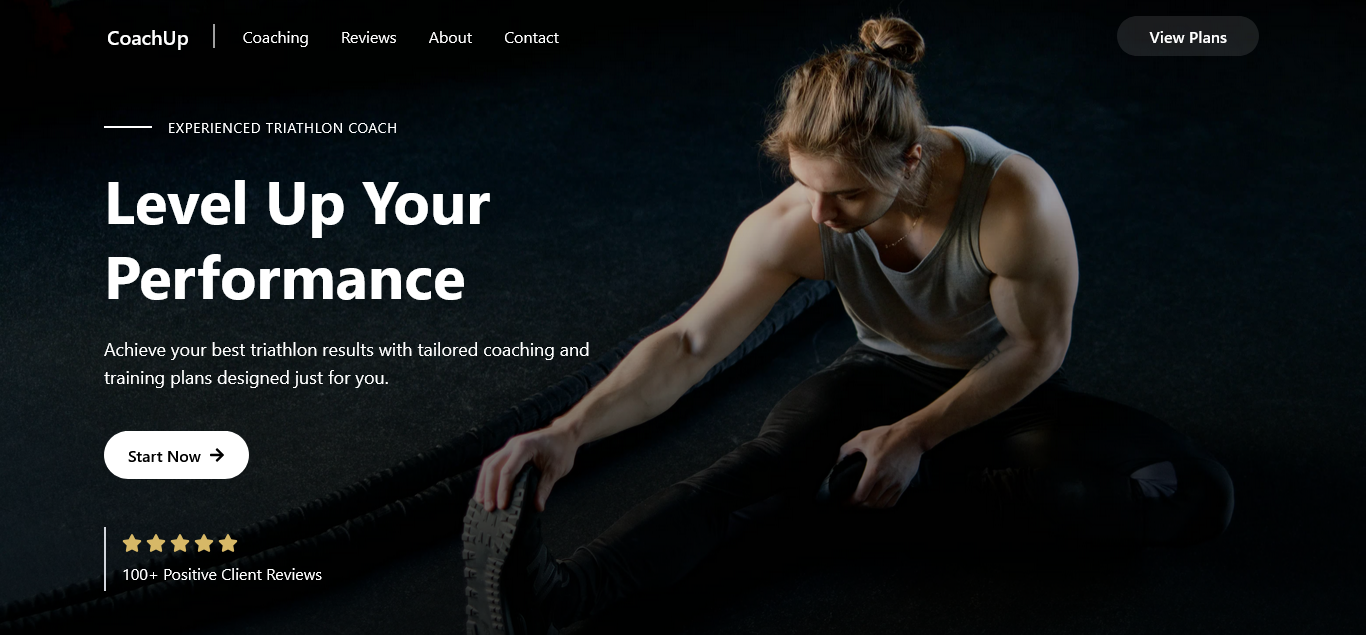 CoachUp
Coaching
Reviews
About
Contact
View Plans
EXPERIENCED TRIATHLON COACH
Level Up Your
Performance
Achieve your best triathlon results with tailored coaching and
training plans designed just for you.
Start Now
100+ Positive Client Reviews